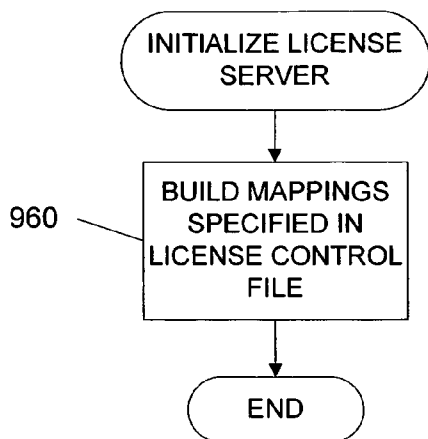 INITIALIZE LICENSE
SERVER
960
BUILD MAPPINGS
SPECIFIED IN
LICENSE CONTROL
FILE
END